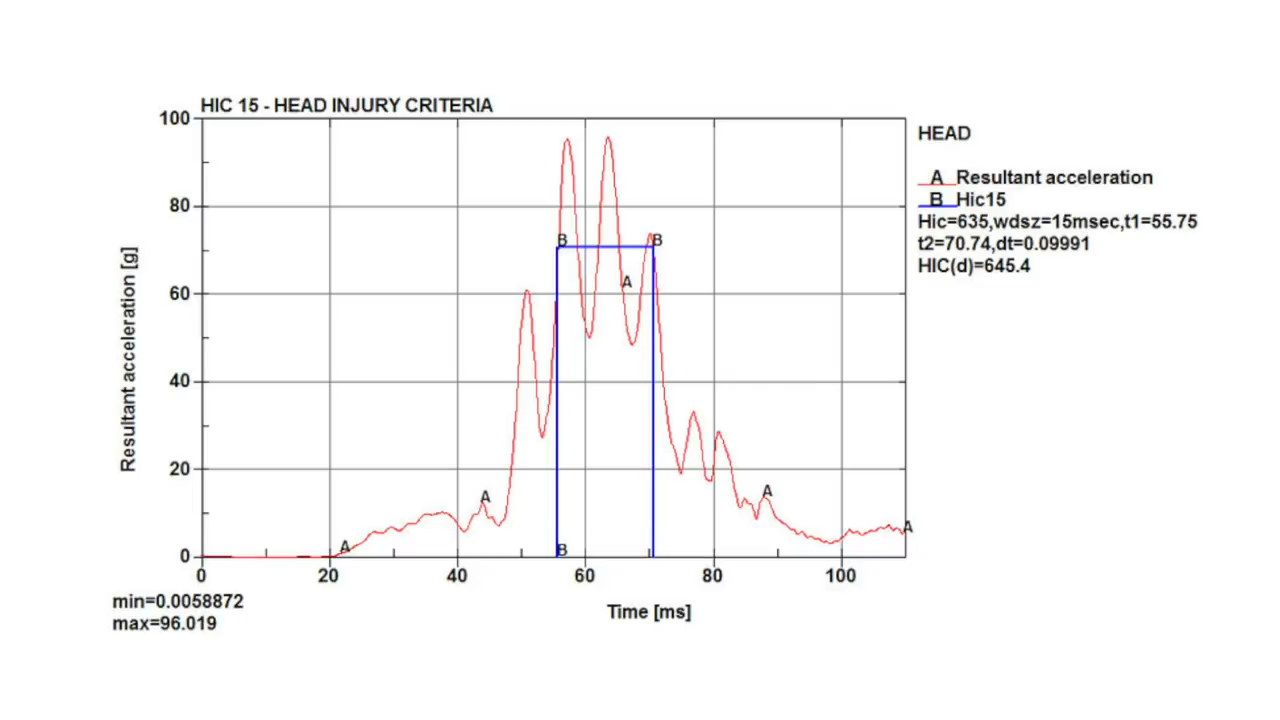 HIC 15 - HEAD INJURY CRITERIA
100
80
60
40
20
0
Resultant acceleration [g]
0 20 40 60 80 100
Time [ms]
min=0.0058872
max=96.019
A
A
A
A
A
B
B
B
HEAD
A Resultant acceleration
B Hic15
Hic=635,wdsz=15msec,t1=55.75
t2=70.74,dt=0.09991
HIC(d)=645.4